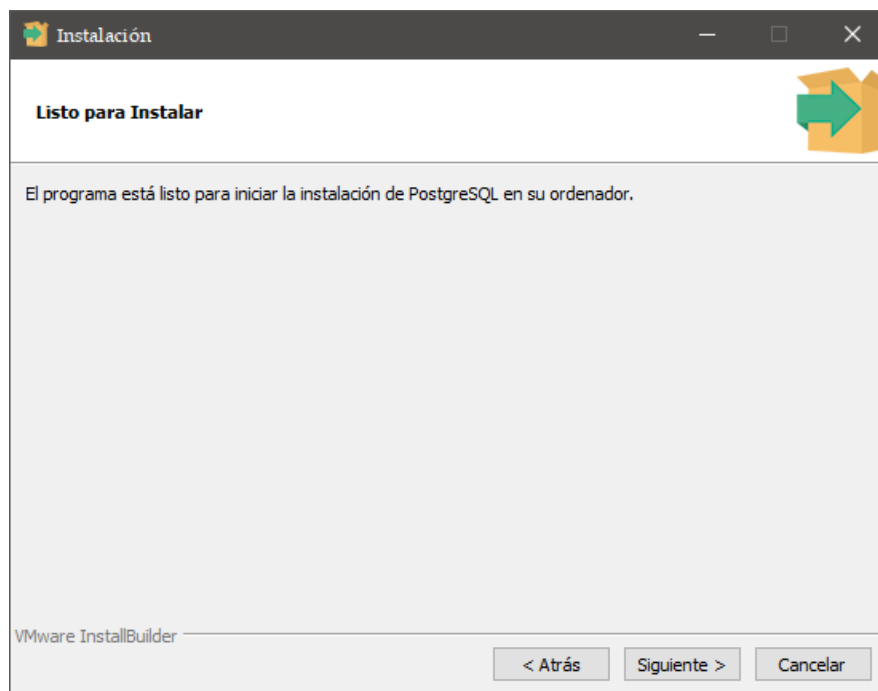 Instalación
Listo para Instalar
El programa está listo para iniciar la instalación de PostgreSQL en su ordenador.
VMware InstallBuilder
< Atrás
Siguiente >
Cancelar